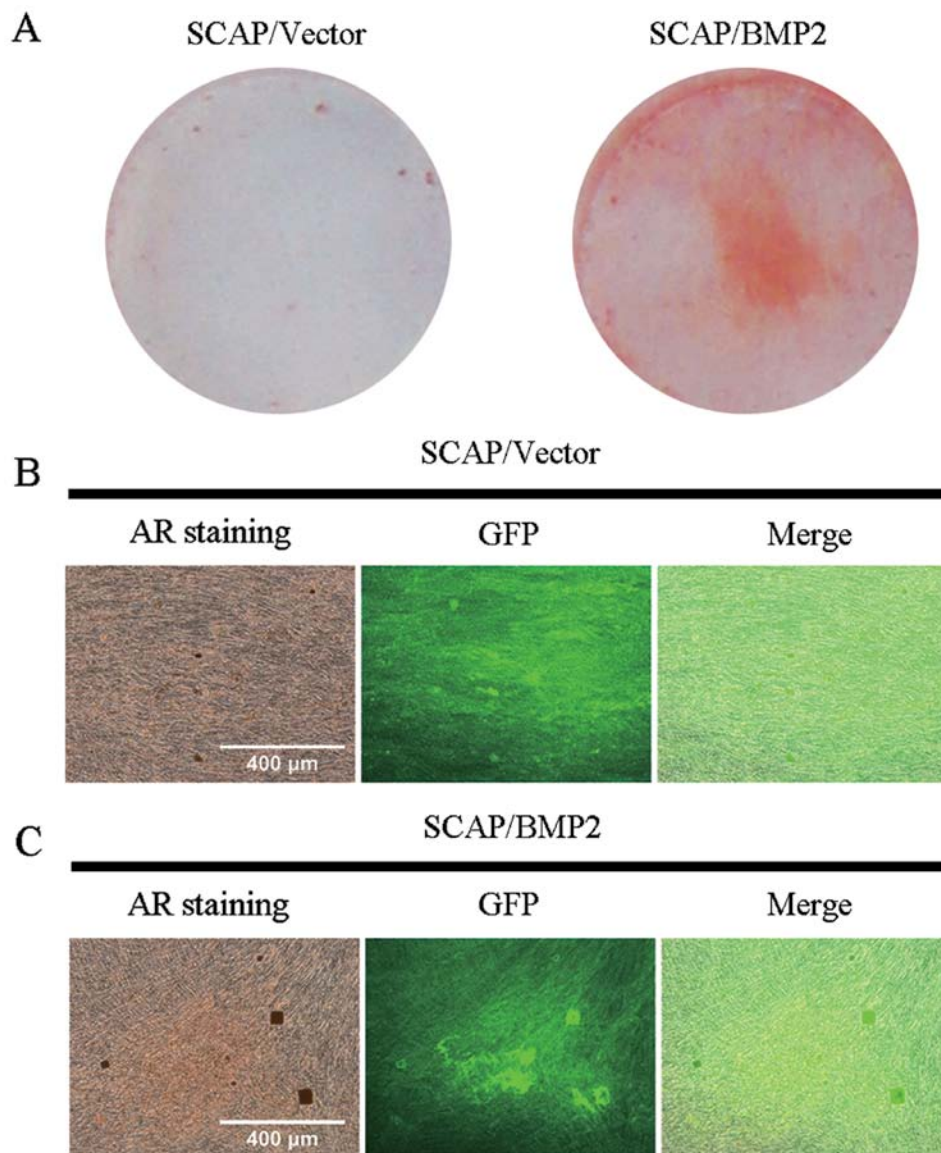 A
SCAP/Vector
SCAP/BMP2
B
SCAP/Vector
AR staining
GFP
Merge
400 μm
C
SCAP/BMP2
AR staining
GFP
Merge
400 μm